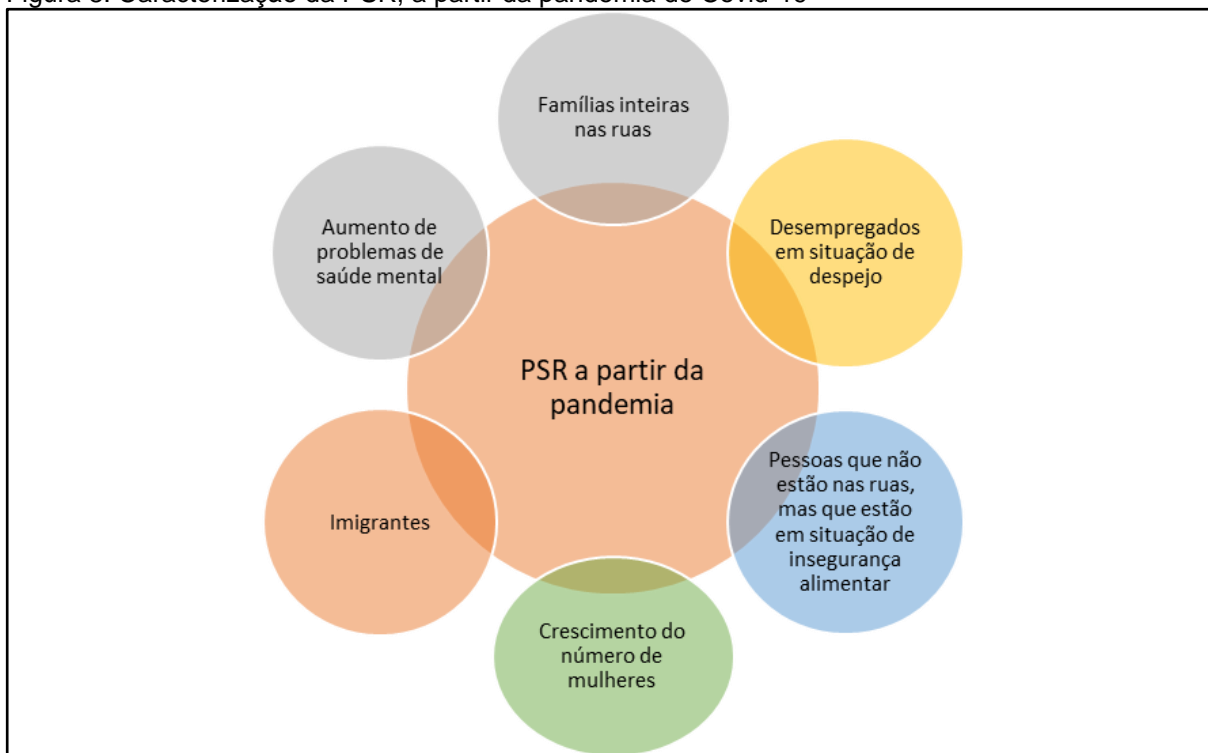 Famílias inteiras
nas ruas
Desempregados
em situação de
despejo
Pessoas que não
estão nas ruas,
mas que estão
em situação de
insegurança
alimentar
Crescimento do
número de
mulheres
Imigrantes
Aumento de
problemas de
saúde mental
PSR a partir da
pandemia